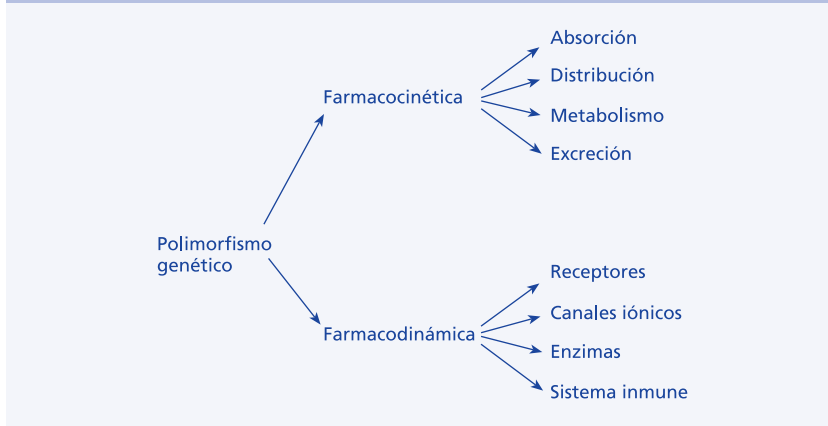 Polimorfismo
genético
Farmacocinética
Absorción
Distribución
Metabolismo
Excreción
Farmacodinámica
Receptores
Canales iónicos
Enzimas
Sistema inmune